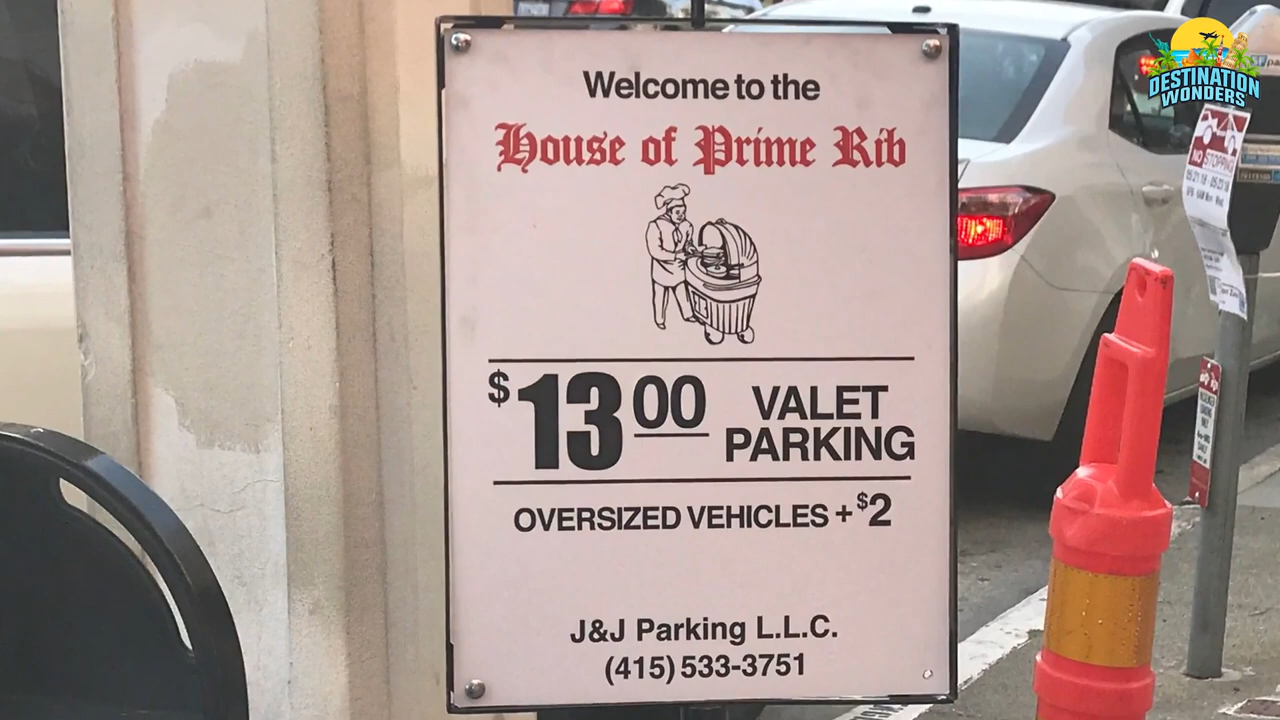 Welcome to the
House of Prime Rib
$13.00 VALET PARKING
OVERSIZED VEHICLES + $2
J&J Parking L.L.C.
(415) 533-3751
DESTINATION
WONDERS
NO STOPPING